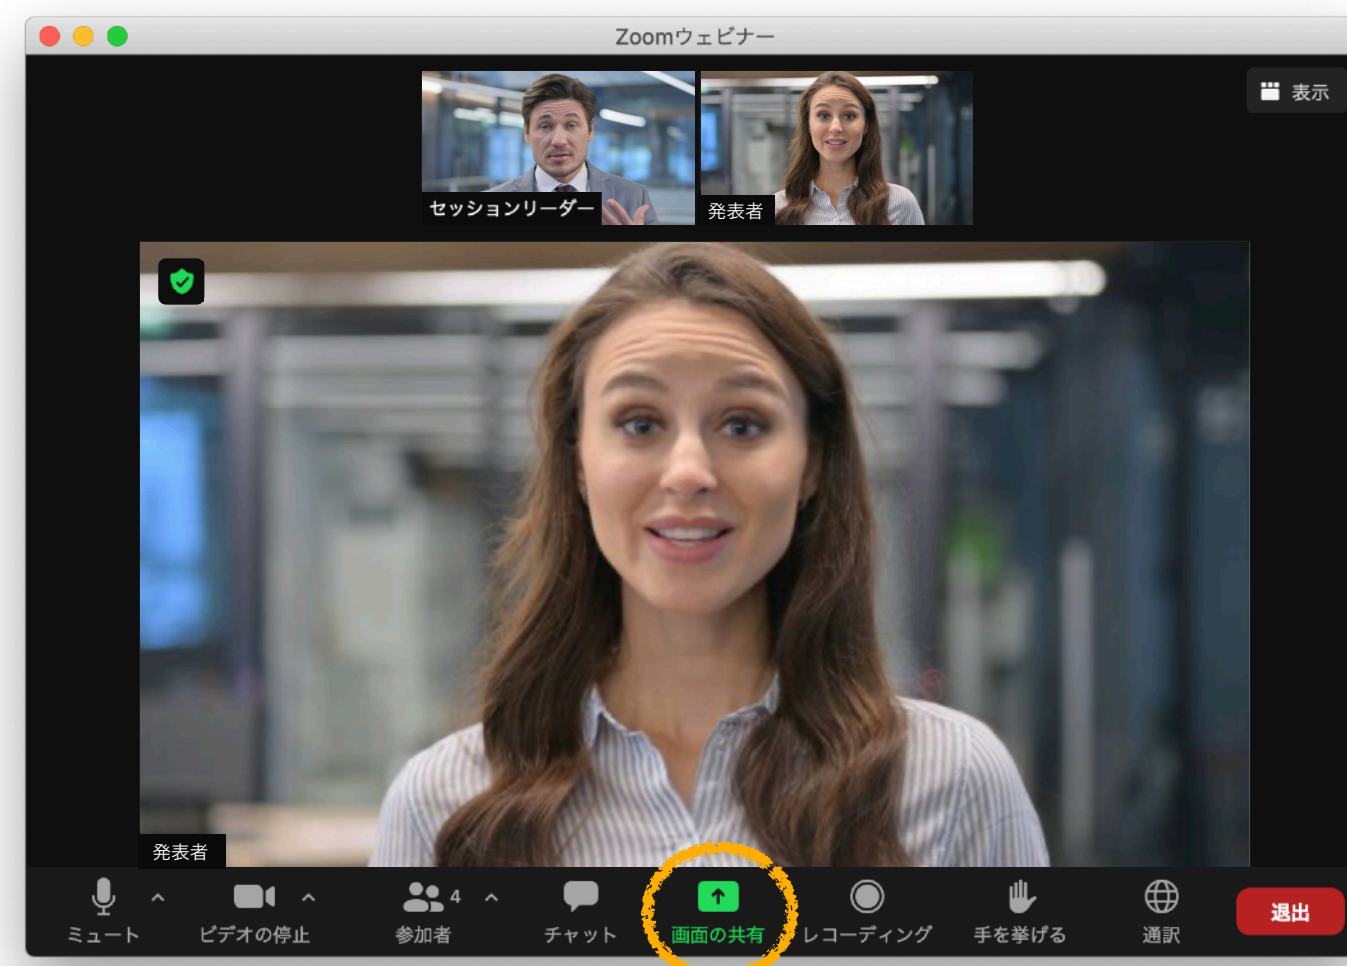 Zoomウェビナー
表示
セッションリーダー
発表者
発表者
ミュート
ビデオの停止
4
参加者
チャット
画面の共有
レコーディング
手を挙げる
通訳
退出